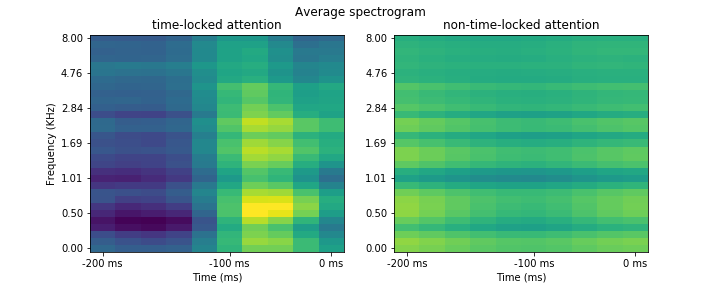 Average spectrogram
time-locked attention
non-time-locked attention
Frequency (KHz)
8.00
4.76
2.84
1.69
1.01
0.50
0.00
-200 ms
-100 ms
0 ms
Time (ms)
8.00
4.76
2.84
1.69
1.01
0.50
0.00
-200 ms
-100 ms
0 ms
Time (ms)